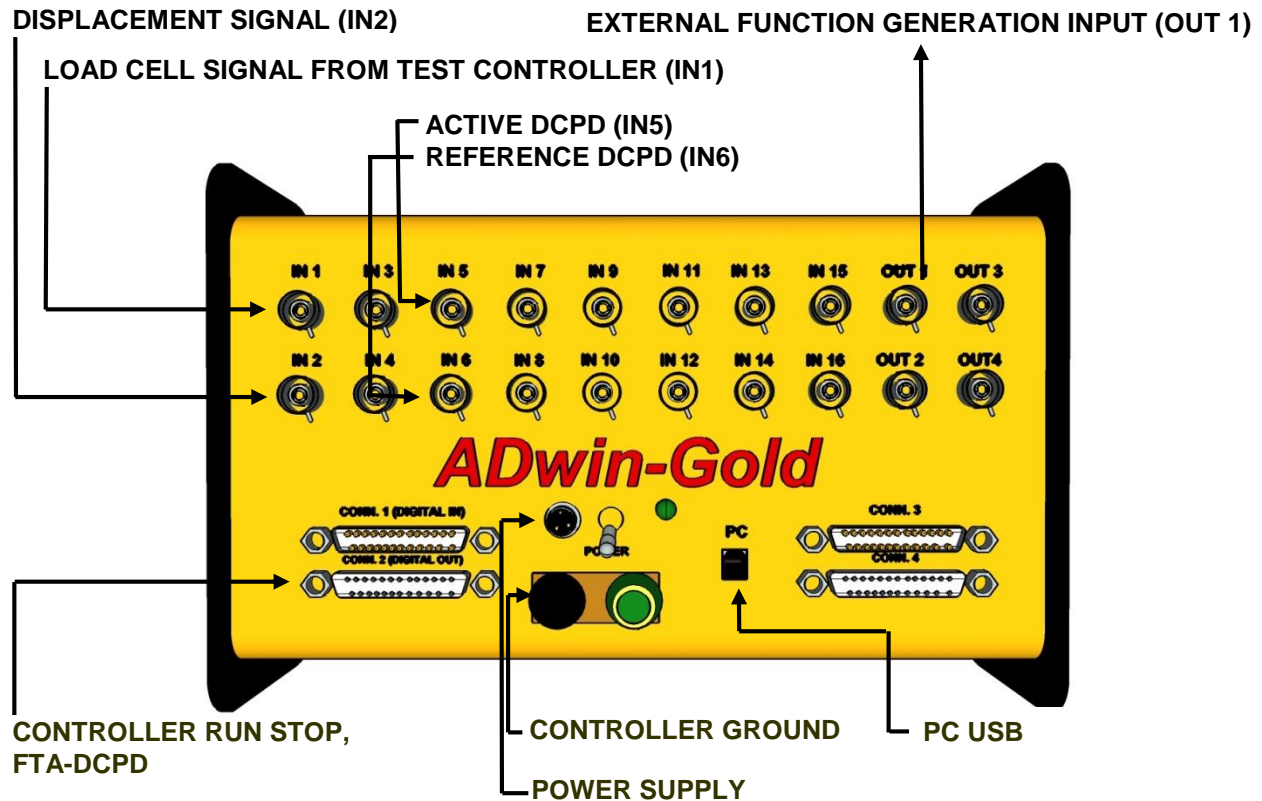 DISPLACEMENT SIGNAL (IN2)
EXTERNAL FUNCTION GENERATION INPUT (OUT 1)
LOAD CELL SIGNAL FROM TEST CONTROLLER (IN1)
ACTIVE DCPD (IN5)
REFERENCE DCPD (IN6)
IN 1 IN 3 IN 5 IN 7 IN 9 IN 11 IN 13 IN 15 OUT 1 OUT 3
IN 2 IN 4 IN 6 IN 8 IN 10 IN 12 IN 14 IN 16 OUT 2 OUT4
ADwin-Gold
CONN. 1 (DIGITAL IN)
CONN. 3
PC
POWER
CONN. 2 (DIGITAL OUT)
CONN. 4
CONTROLLER RUN STOP,
FTA-DCPD
CONTROLLER GROUND
PC USB
POWER SUPPLY